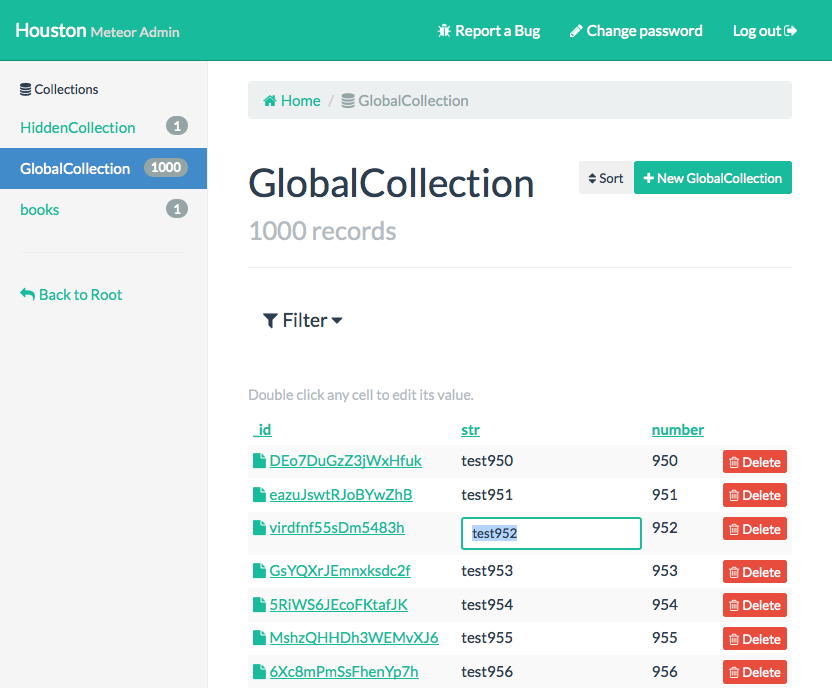 Houston Meteor Admin
Report a Bug
Change password
Log out
Collections
HiddenCollection 1
GlobalCollection 1000
books 1
Back to Root
Home / GlobalCollection
GlobalCollection
1000 records
Sort
+ New GlobalCollection
Filter
Double click any cell to edit its value.
_id str number
DEo7DuGzZ3jWxHfuk test950 950 Delete
eazuJswtRJoBYwZhB test951 951 Delete
virdfnf55sDm5483h test952 952 Delete
GsYQXrJEmnxksdc2f test953 953 Delete
5RiWS6JEcoFKtafJK test954 954 Delete
MshzQHHDh3WEMvXJ6 test955 955 Delete
6Xc8mPmSsFhenYp7h test956 956 Delete